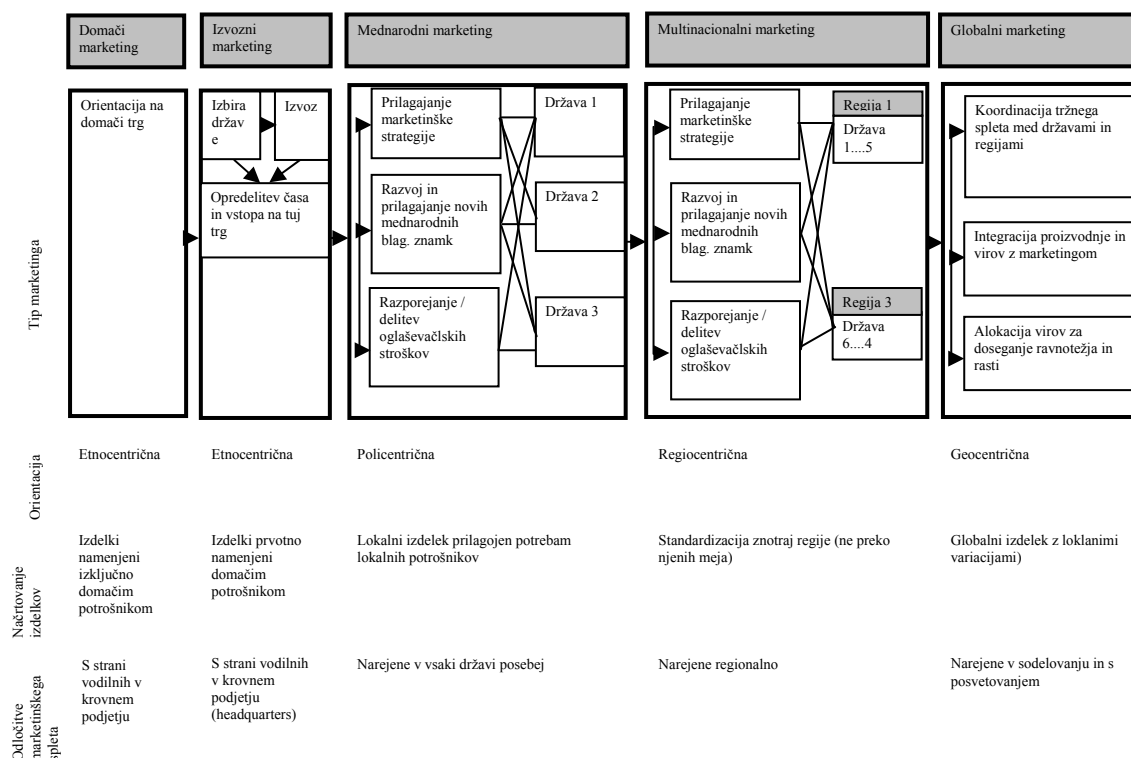 Domači
marketing
Izvozni
marketing
Mednarodni marketing
Multinacionalni marketing
Globalni marketing
Tip marketinga
Orientacija na
domači trg
Izbira
držav
e
Izvoz
Opredelitev časa
in vstopa na tuj
trg
Prilagajanje
marketinške
strategije
Razvoj in
prilagajanje novih
mednarodnih
blag. znamk
Razporejanje /
delitev
oglaševačlskih
stroškov
Država 1
Država 2
Država 3
Prilagajanje
marketinške
strategije
Razvoj in
prilagajanje novih
mednarodnih
blag. znamk
Razporejanje /
delitev
oglaševačlskih
stroškov
Regija 1
Država
1....5
Regija 3
Država
6....4
Koordinacija tržnega
spleta med državami in
regijami
Integracija proizvodnje in
virov z marketingom
Alokacija virov za
doseganje ravnotežja in
rasti
Orientacija
Etnocentrična
Etnocentrična
Policentrična
Regiocentrična
Geocentrična
Načrtovanje
izdelkov
Izdelki
namenjeni
izključno
domačim
potrošnikom
Izdelki prvotno
namenjeni
domačim
potrošnikom
Lokalni izdelek prilagojen potrebam
lokalnih potrošnikov
Standardizacija znotraj regije (ne preko
njenih meja)
Globalni izdelek z loklanimi
variacijami)
Odločitve
marketinškega
spleta
S strani
vodilnih v
krovnem
podjetju
S strani vodilnih
v krovnem
podjetju
(headquarters)
Narejene v vsaki državi posebej
Narejene regionalno
Narejene v sodelovanju in s
posvetovanjem